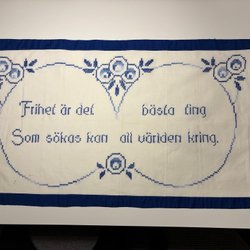 Frihet är det bästa ting
Som sökas kan all världen kring.